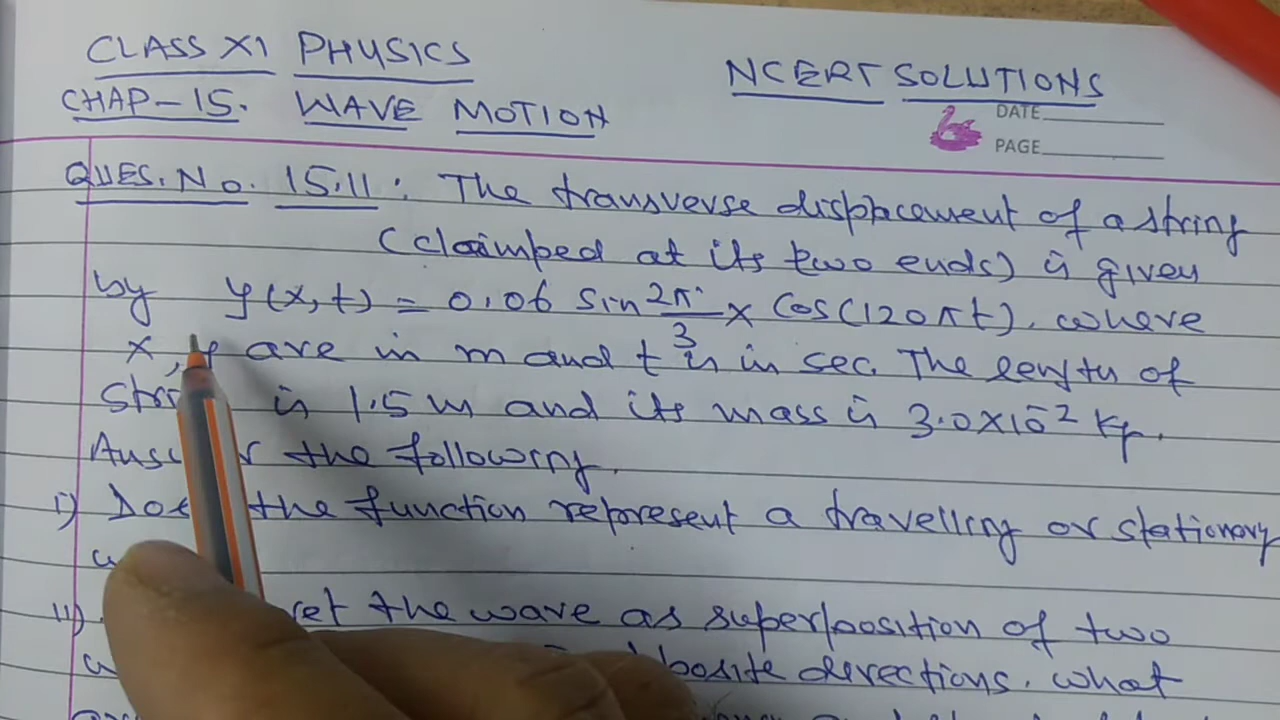 CLASS XI PHYSICS
NCERT SOLUTIONS
CHAP-15. WAVE MOTION
DATE
PAGE
QUES. No. 15.11: The transverse displacement of a string
(claimped at its two ends) is given
by y(x,t) = 0.06 sin 2π/3 x Cos(120πt). where
x, y are in m and t is in sec. The length of
is 1.5 m and its mass is 3.0×10⁻² kg.
the following.
i) the function represent a travelling or stationary
ii) the wave as superposition of two
directions. what